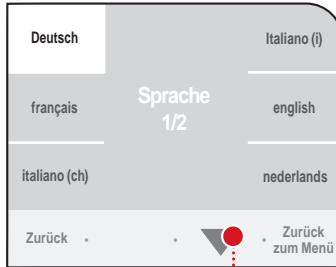 Deutsch
Italiano (i)
Sprache
1/2
français
english
italiano (ch)
nederlands
Zurück
Zurück
zum Menü